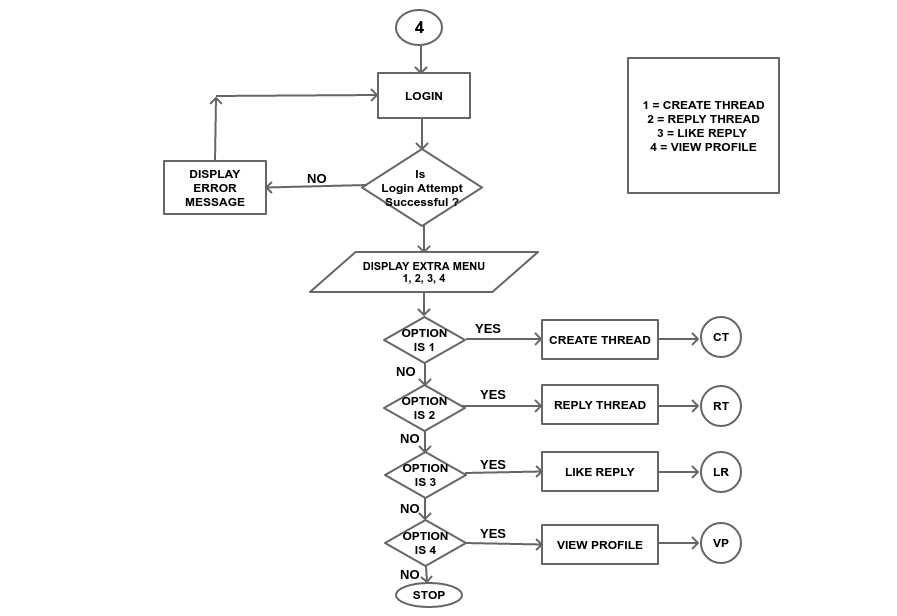 4
LOGIN
1 = CREATE THREAD
2 = REPLY THREAD
3 = LIKE REPLY
4 = VIEW PROFILE
DISPLAY
ERROR
MESSAGE
NO
Is
Login Attempt
Successful ?
DISPLAY EXTRA MENU
1, 2, 3, 4
OPTION
IS 1
YES
CREATE THREAD
CT
NO
OPTION
IS 2
YES
REPLY THREAD
RT
NO
OPTION
IS 3
YES
LIKE REPLY
LR
NO
OPTION
IS 4
YES
VIEW PROFILE
VP
NO
STOP